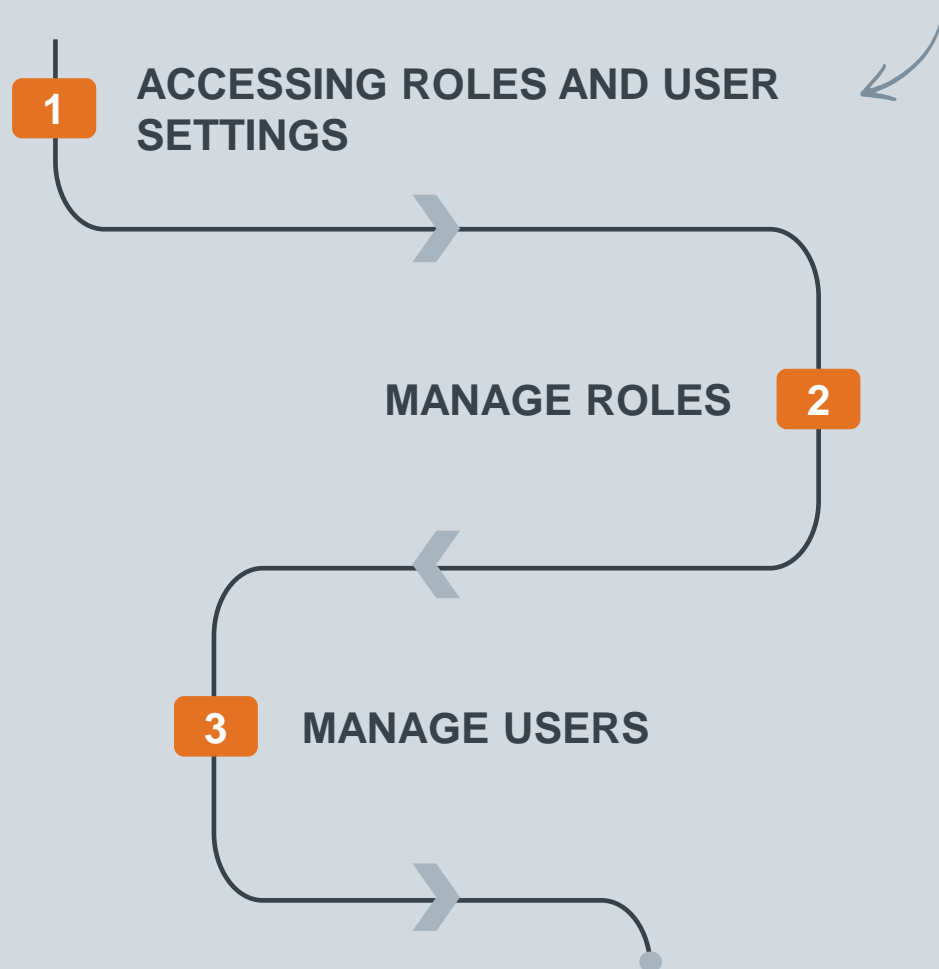 1
ACCESSING ROLES AND USER
SETTINGS
MANAGE ROLES
2
3
MANAGE USERS